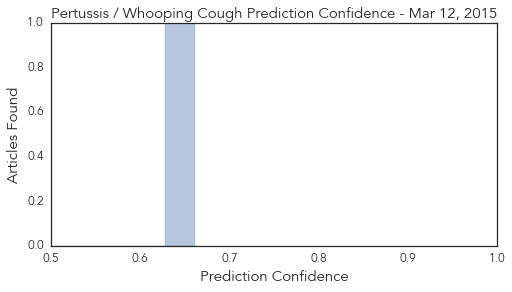 Pertussis / Whooping Cough Prediction Confidence - Mar 12, 2015
1.0
0.8
0.6
0.4
0.2
0.0
Articles Found
0.5 0.6 0.7 0.8 0.9 1.0
Prediction Confidence